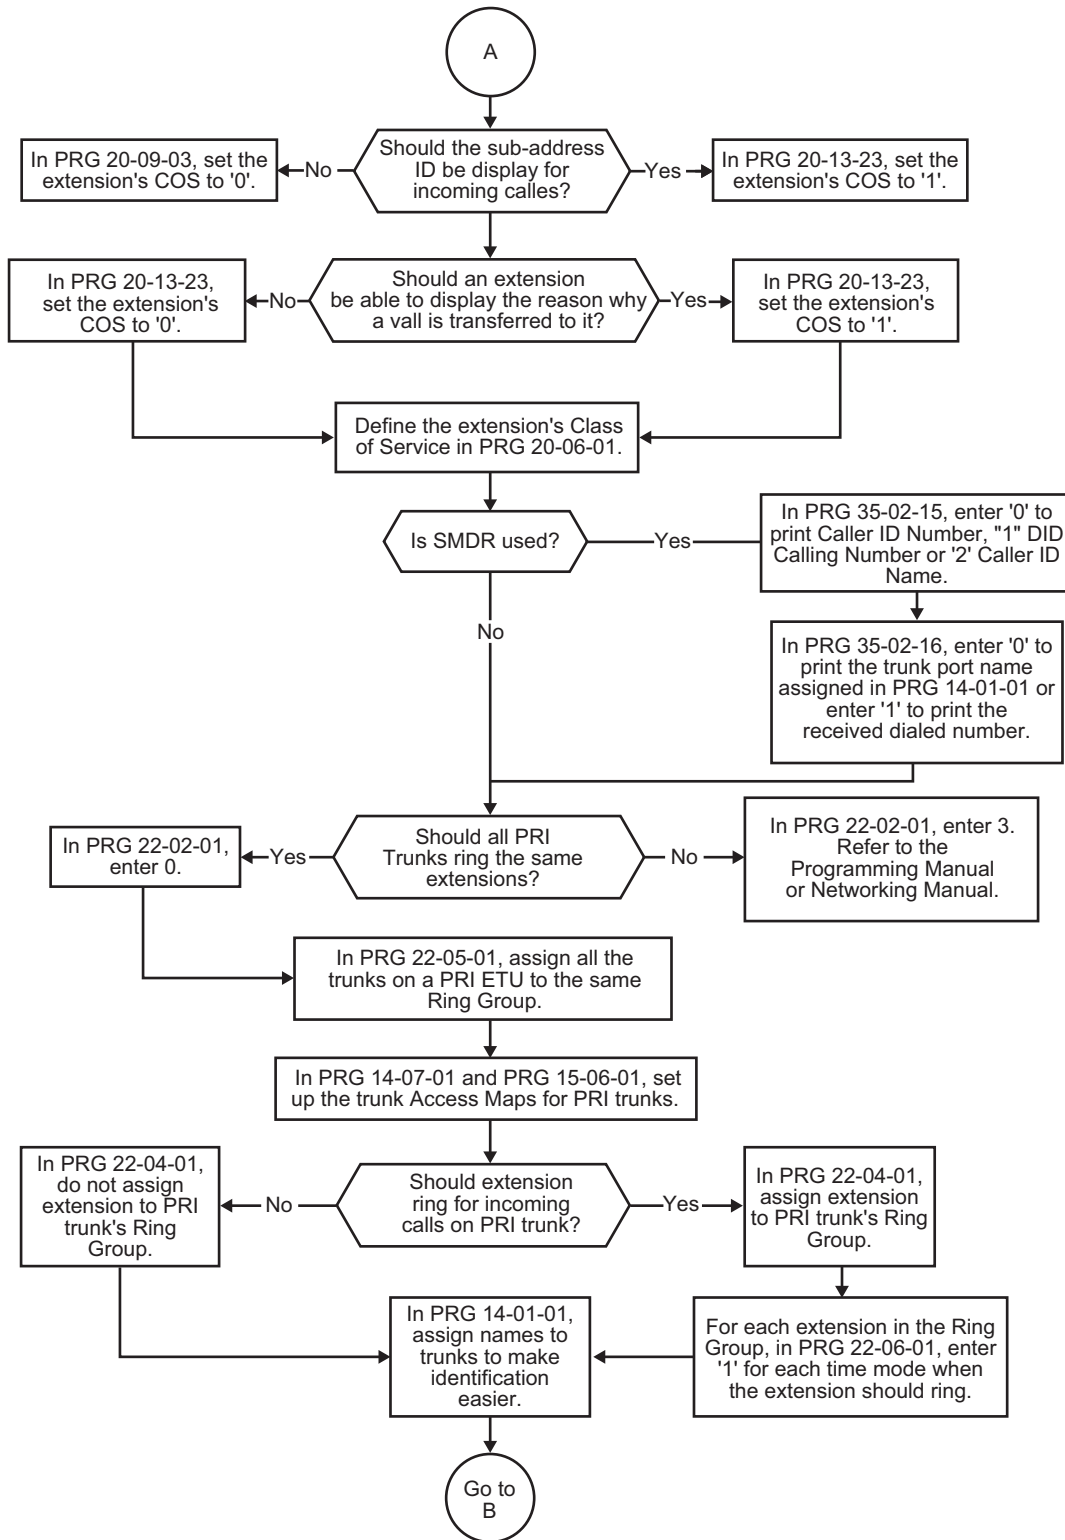 A
Should the sub-address
ID be display for
incoming calles?
No
Yes
In PRG 20-09-03, set the
extension's COS to '0'.
In PRG 20-13-23, set the
extension's COS to '1'.
Should an extension
be able to display the reason why
a vall is transferred to it?
No
Yes
In PRG 20-13-23,
set the extension's
COS to '0'.
In PRG 20-13-23,
set the extension's
COS to '1'.
Define the extension's Class
of Service in PRG 20-06-01.
Is SMDR used?
Yes
No
In PRG 35-02-15, enter '0' to
print Caller ID Number, "1" DID
Calling Number or '2' Caller ID
Name.
In PRG 35-02-16, enter '0' to
print the trunk port name
assigned in PRG 14-01-01 or
enter '1' to print the
received dialed number.
Should all PRI
Trunks ring the same
extensions?
Yes
No
In PRG 22-02-01,
enter 0.
In PRG 22-02-01, enter 3.
Refer to the
Programming Manual
or Networking Manual.
In PRG 22-05-01, assign all the
trunks on a PRI ETU to the same
Ring Group.
In PRG 14-07-01 and PRG 15-06-01, set
up the trunk Access Maps for PRI trunks.
Should extension
ring for incoming
calls on PRI trunk?
No
Yes
In PRG 22-04-01,
do not assign
extension to PRI
trunk's Ring
Group.
In PRG 22-04-01,
assign extension
to PRI trunk's Ring
Group.
For each extension in the Ring
Group, in PRG 22-06-01, enter
'1' for each time mode when
the extension should ring.
In PRG 14-01-01,
assign names to
trunks to make
identification
easier.
Go to
B